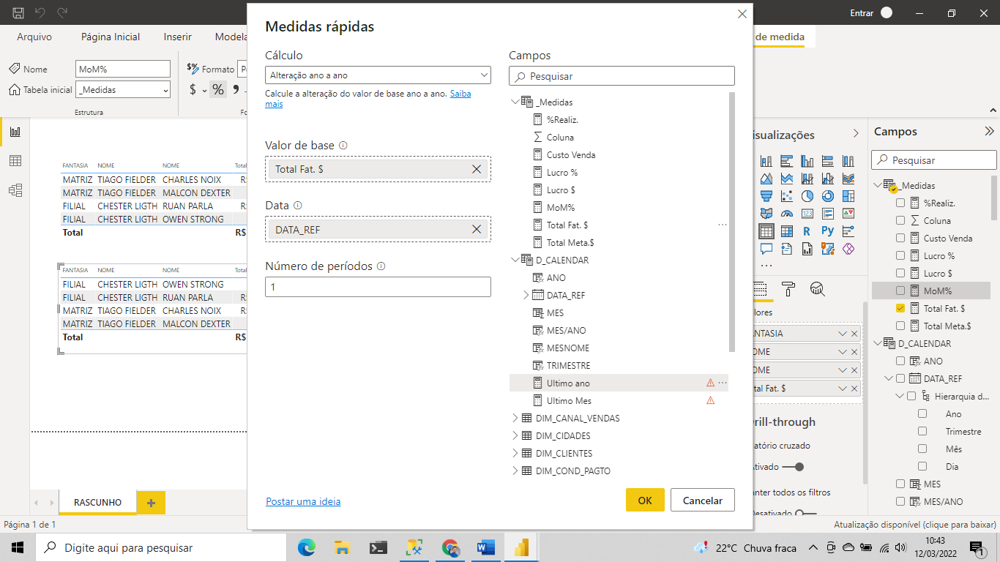 Entrar
Arquivo
Página Inicial
Inserir
Modela
de medida
Nome
MoM%
Tabela inicial
_Medidas
Estrutura
$% Formato
$ % 9
Medidas rápidas
Cálculo
Alteração ano a ano
Calcule a alteração do valor de base ano a ano. Saiba
mais
Valor de base
Total Fat. $
Data
DATA_REF
Número de períodos
1
Postar uma ideia
Campos
Pesquisar
_Medidas
%Realiz.
Coluna
Custo Venda
Lucro %
Lucro $
MoM%
Total Fat. $
Total Meta.$
D_CALENDAR
ANO
DATA_REF
MES
MES/ANO
MESNOME
TRIMESTRE
Ultimo ano
Ultimo Mes
DIM_CANAL_VENDAS
DIM_CIDADES
DIM_CLIENTES
DIM_COND_PAGTO
OK
Cancelar
FANTASIA NOME NOME Total
MATRIZ TIAGO FIELDER CHARLES NOIX R$
MATRIZ TIAGO FIELDER MALCON DEXTER
FILIAL CHESTER LIGTH RUAN PARLA R$
FILIAL CHESTER LIGTH OWEN STRONG
Total R$
FANTASIA NOME NOME Total
FILIAL CHESTER LIGTH OWEN STRONG
FILIAL CHESTER LIGTH RUAN PARLA R$
MATRIZ TIAGO FIELDER CHARLES NOIX R$
MATRIZ TIAGO FIELDER MALCON DEXTER
Total R$
isualizações
123
R Py
lores
ANTASIA
OME
OME
tal Fat. $
rill-through
atório cruzado
tivado
nter todos os filtros
Desativado
Campos
Pesquisar
_Medidas
%Realiz.
Coluna
Custo Venda
Lucro %
Lucro $
MoM%
Total Fat. $
Total Meta.$
D_CALENDAR
ANO
DATA_REF
Hierarquia d...
Ano
Trimestre
Mês
Dia
MES
MES/ANO
RASCUNHO
Página 1 de 1
Atualização disponível (clique para baixar)
Digite aqui para pesquisar
22°C Chuva fraca
10:43
12/03/2022
1